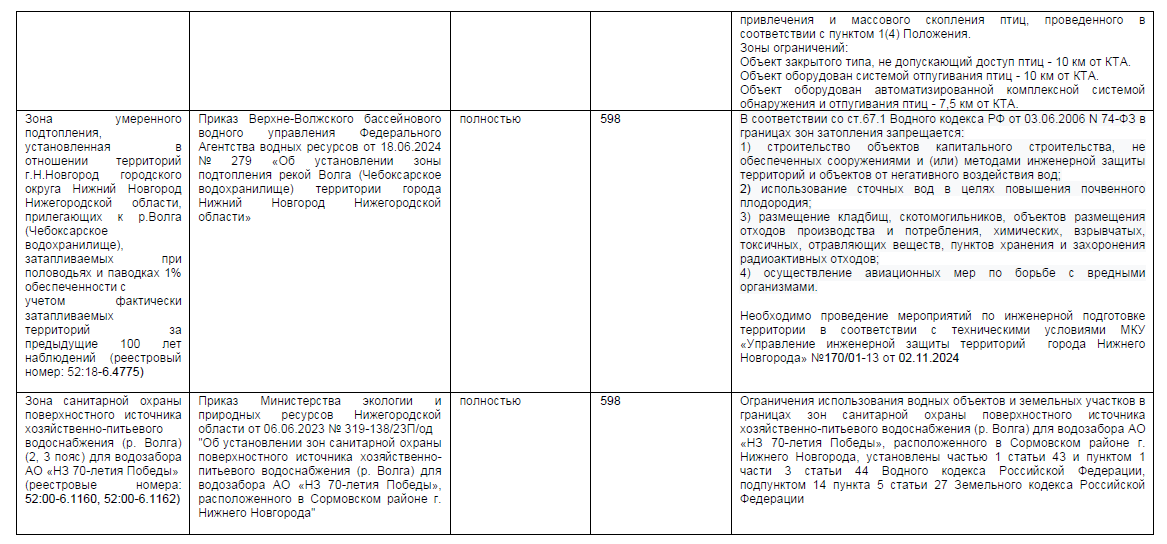 привлечения и массового скопления птиц, проведенного в
соответствии с пунктом 1(4) Положения.
Зоны ограничений:
Объект закрытого типа, не допускающий доступ птиц - 10 км от КТА.
Объект оборудован системой отпугивания птиц - 10 км от КТА.
Объект оборудован автоматизированной комплексной системой
обнаружения и отпугивания птиц - 7,5 км от КТА.
Зона умеренного
подтопления,
установленная в
отношении территорий
г.Н.Новгород городского
округа Нижний Новгород
Нижегородской области,
прилегающих к р.Волга
(Чебоксарское
водохранилище),
затапливаемых при
половодьях и паводках 1%
обеспеченности с
учетом фактически
затапливаемых
территорий за
предыдущие 100 лет
наблюдений (реестровый
номер: 52:18-6.4775)
Приказ Верхне-Волжского бассейнового
водного управления Федерального
Агентства водных ресурсов от 18.06.2024
№ 279 «Об установлении зоны
подтопления рекой Волга (Чебоксарское
водохранилище) территории города
Нижний Новгород Нижегородской
области»
полностью
598
В соответствии со ст.67.1 Водного кодекса РФ от 03.06.2006 N 74-ФЗ в
границах зон затопления запрещается:
1) строительство объектов капитального строительства, не
обеспеченных сооружениями и (или) методами инженерной защиты
территорий и объектов от негативного воздействия вод;
2) использование сточных вод в целях повышения почвенного
плодородия;
3) размещение кладбищ, скотомогильников, объектов размещения
отходов производства и потребления, химических, взрывчатых,
токсичных, отравляющих веществ, пунктов хранения и захоронения
радиоактивных отходов;
4) осуществление авиационных мер по борьбе с вредными
организмами.
Необходимо проведение мероприятий по инженерной подготовке
территории в соответствии с техническими условиями МКУ
«Управление инженерной защиты территорий города Нижнего
Новгорода» №170/01-13 от 02.11.2024
Зона санитарной охраны
поверхностного источника
хозяйственно-питьевого
водоснабжения (р. Волга)
(2, 3 пояс) для водозабора
АО «НЗ 70-летия Победы»
(реестровые номера:
52:00-6.1160, 52:00-6.1162)
Приказ Министерства экологии и
природных ресурсов Нижегородской
области от 06.06.2023 № 319-138/23П/од
"Об установлении зон санитарной охраны
поверхностного источника хозяйственно-
питьевого водоснабжения (р. Волга) для
водозабора АО «НЗ 70-летия Победы»,
расположенного в Сормовском районе г.
Нижнего Новгорода"
полностью
598
Ограничения использования водных объектов и земельных участков в
границах зон санитарной охраны поверхностного источника
хозяйственно-питьевого водоснабжения (р. Волга) для водозабора АО
«НЗ 70-летия Победы», расположенного в Сормовском районе г.
Нижнего Новгорода, установлены частью 1 статьи 43 и пунктом 1
части 3 статьи 44 Водного кодекса Российской Федерации,
подпунктом 14 пункта 5 статьи 27 Земельного кодекса Российской
Федерации